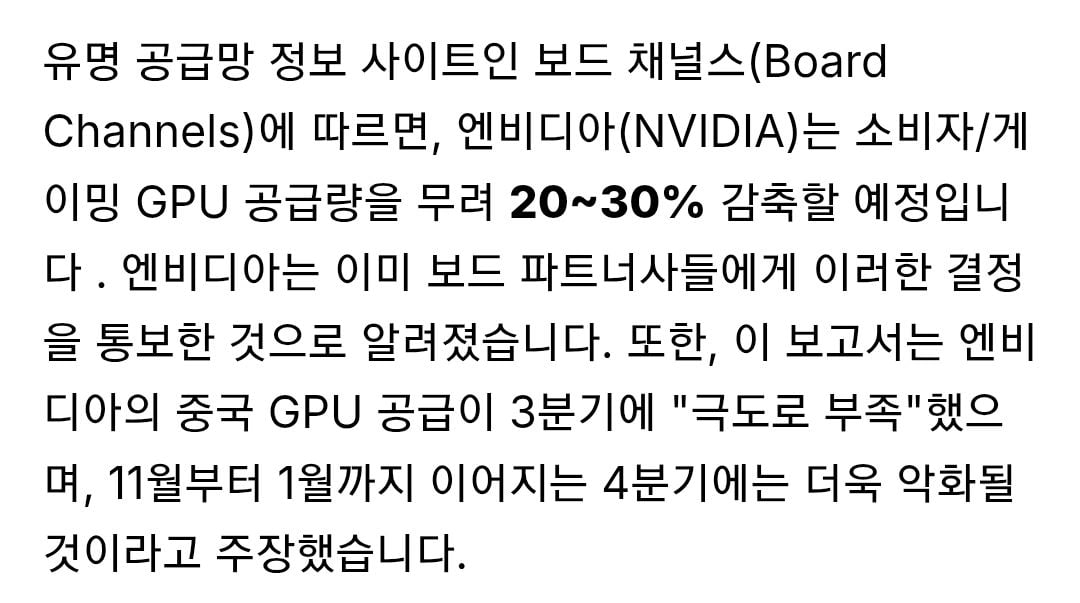 유명 공급망 정보 사이트인 보드 채널스(Board
Channels)에 따르면, 엔비디아(NVIDIA)는 소비자/게
이밍 GPU 공급량을 무려 20~30% 감축할 예정입니
다 . 엔비디아는 이미 보드 파트너사들에게 이러한 결정
을 통보한 것으로 알려졌습니다. 또한, 이 보고서는 엔비
디아의 중국 GPU 공급이 3분기에 "극도로 부족"했으
며, 11월부터 1월까지 이어지는 4분기에는 더욱 악화될
것이라고 주장했습니다.